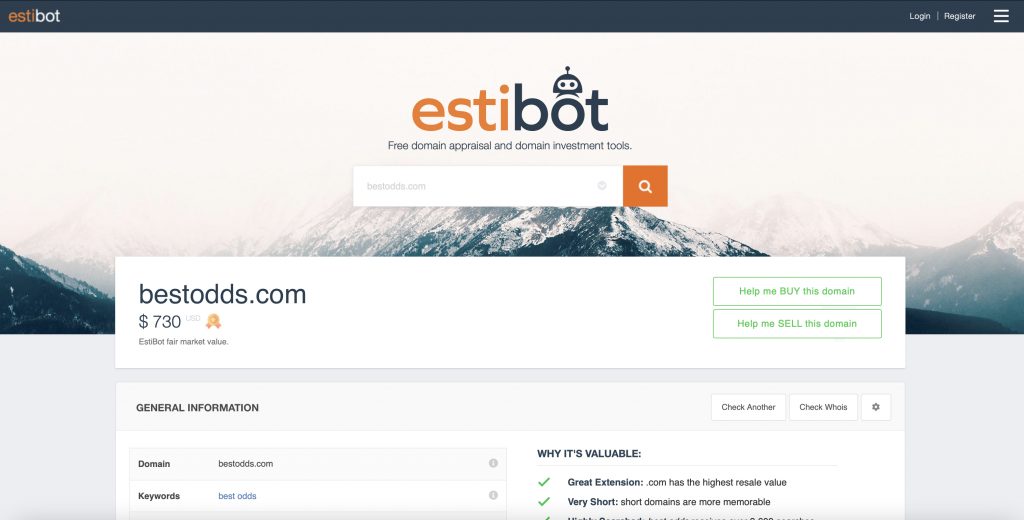 estibot
Login | Register
estibot
Free domain appraisal and domain investment tools.
bestodds.com
bestodds.com
$ 730 USD
EstiBot fair market value.
Help me BUY this domain
Help me SELL this domain
GENERAL INFORMATION
Check Another
Check Whois
Domain bestodds.com
Keywords best odds
WHY IT'S VALUABLE:
Great Extension: .com has the highest resale value
Very Short: short domains are more memorable